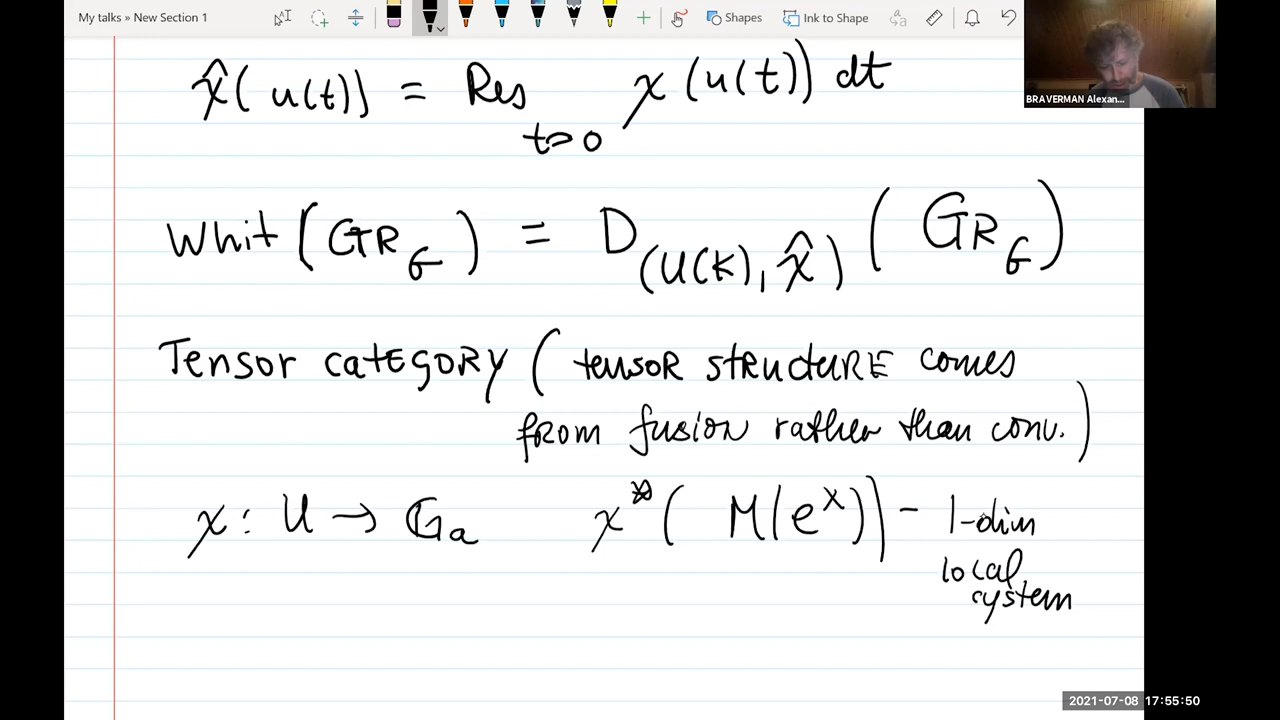 My talks » New Section 1
Shapes
Ink to Shape
BRAVERMAN Alexan...
χ̂(u(t)) = Res t=0 χ(u(t)) dt
Whit(GR_G) = D_(U(K), χ̂) (GR_G)
Tensor category (tensor structure comes
from fusion rather than conv.)
χ: U → G_a χ*(M(e^x)) - 1-dim
local
system
2021-07-08 17:55:50